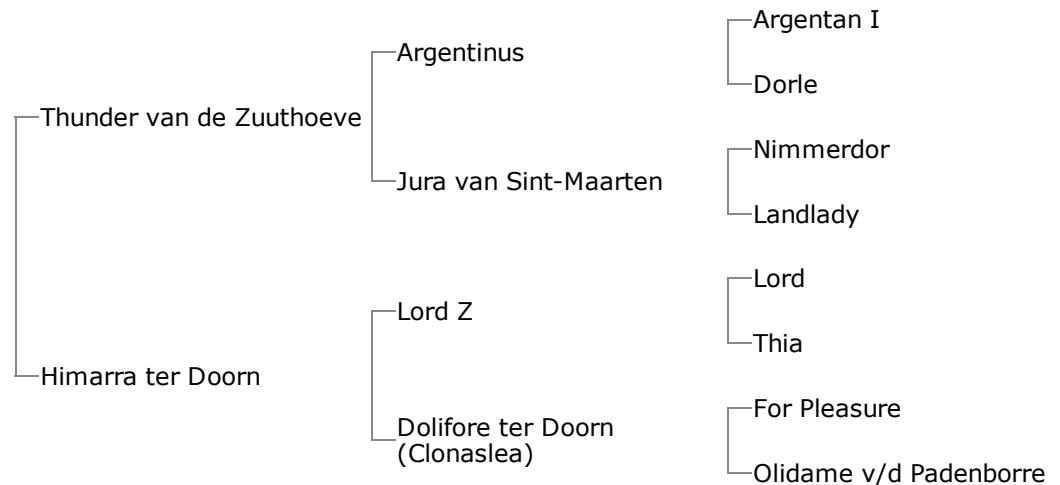 Argentan I
Argentinus
Dorle
Thunder van de Zuuthoeve
Nimmerdor
Jura van Sint-Maarten
Landlady
Lord
Lord Z
Thia
Himarra ter Doorn
For Pleasure
Dolifore ter Doorn
(Clonaslea)
Olidame v/d Padenborre